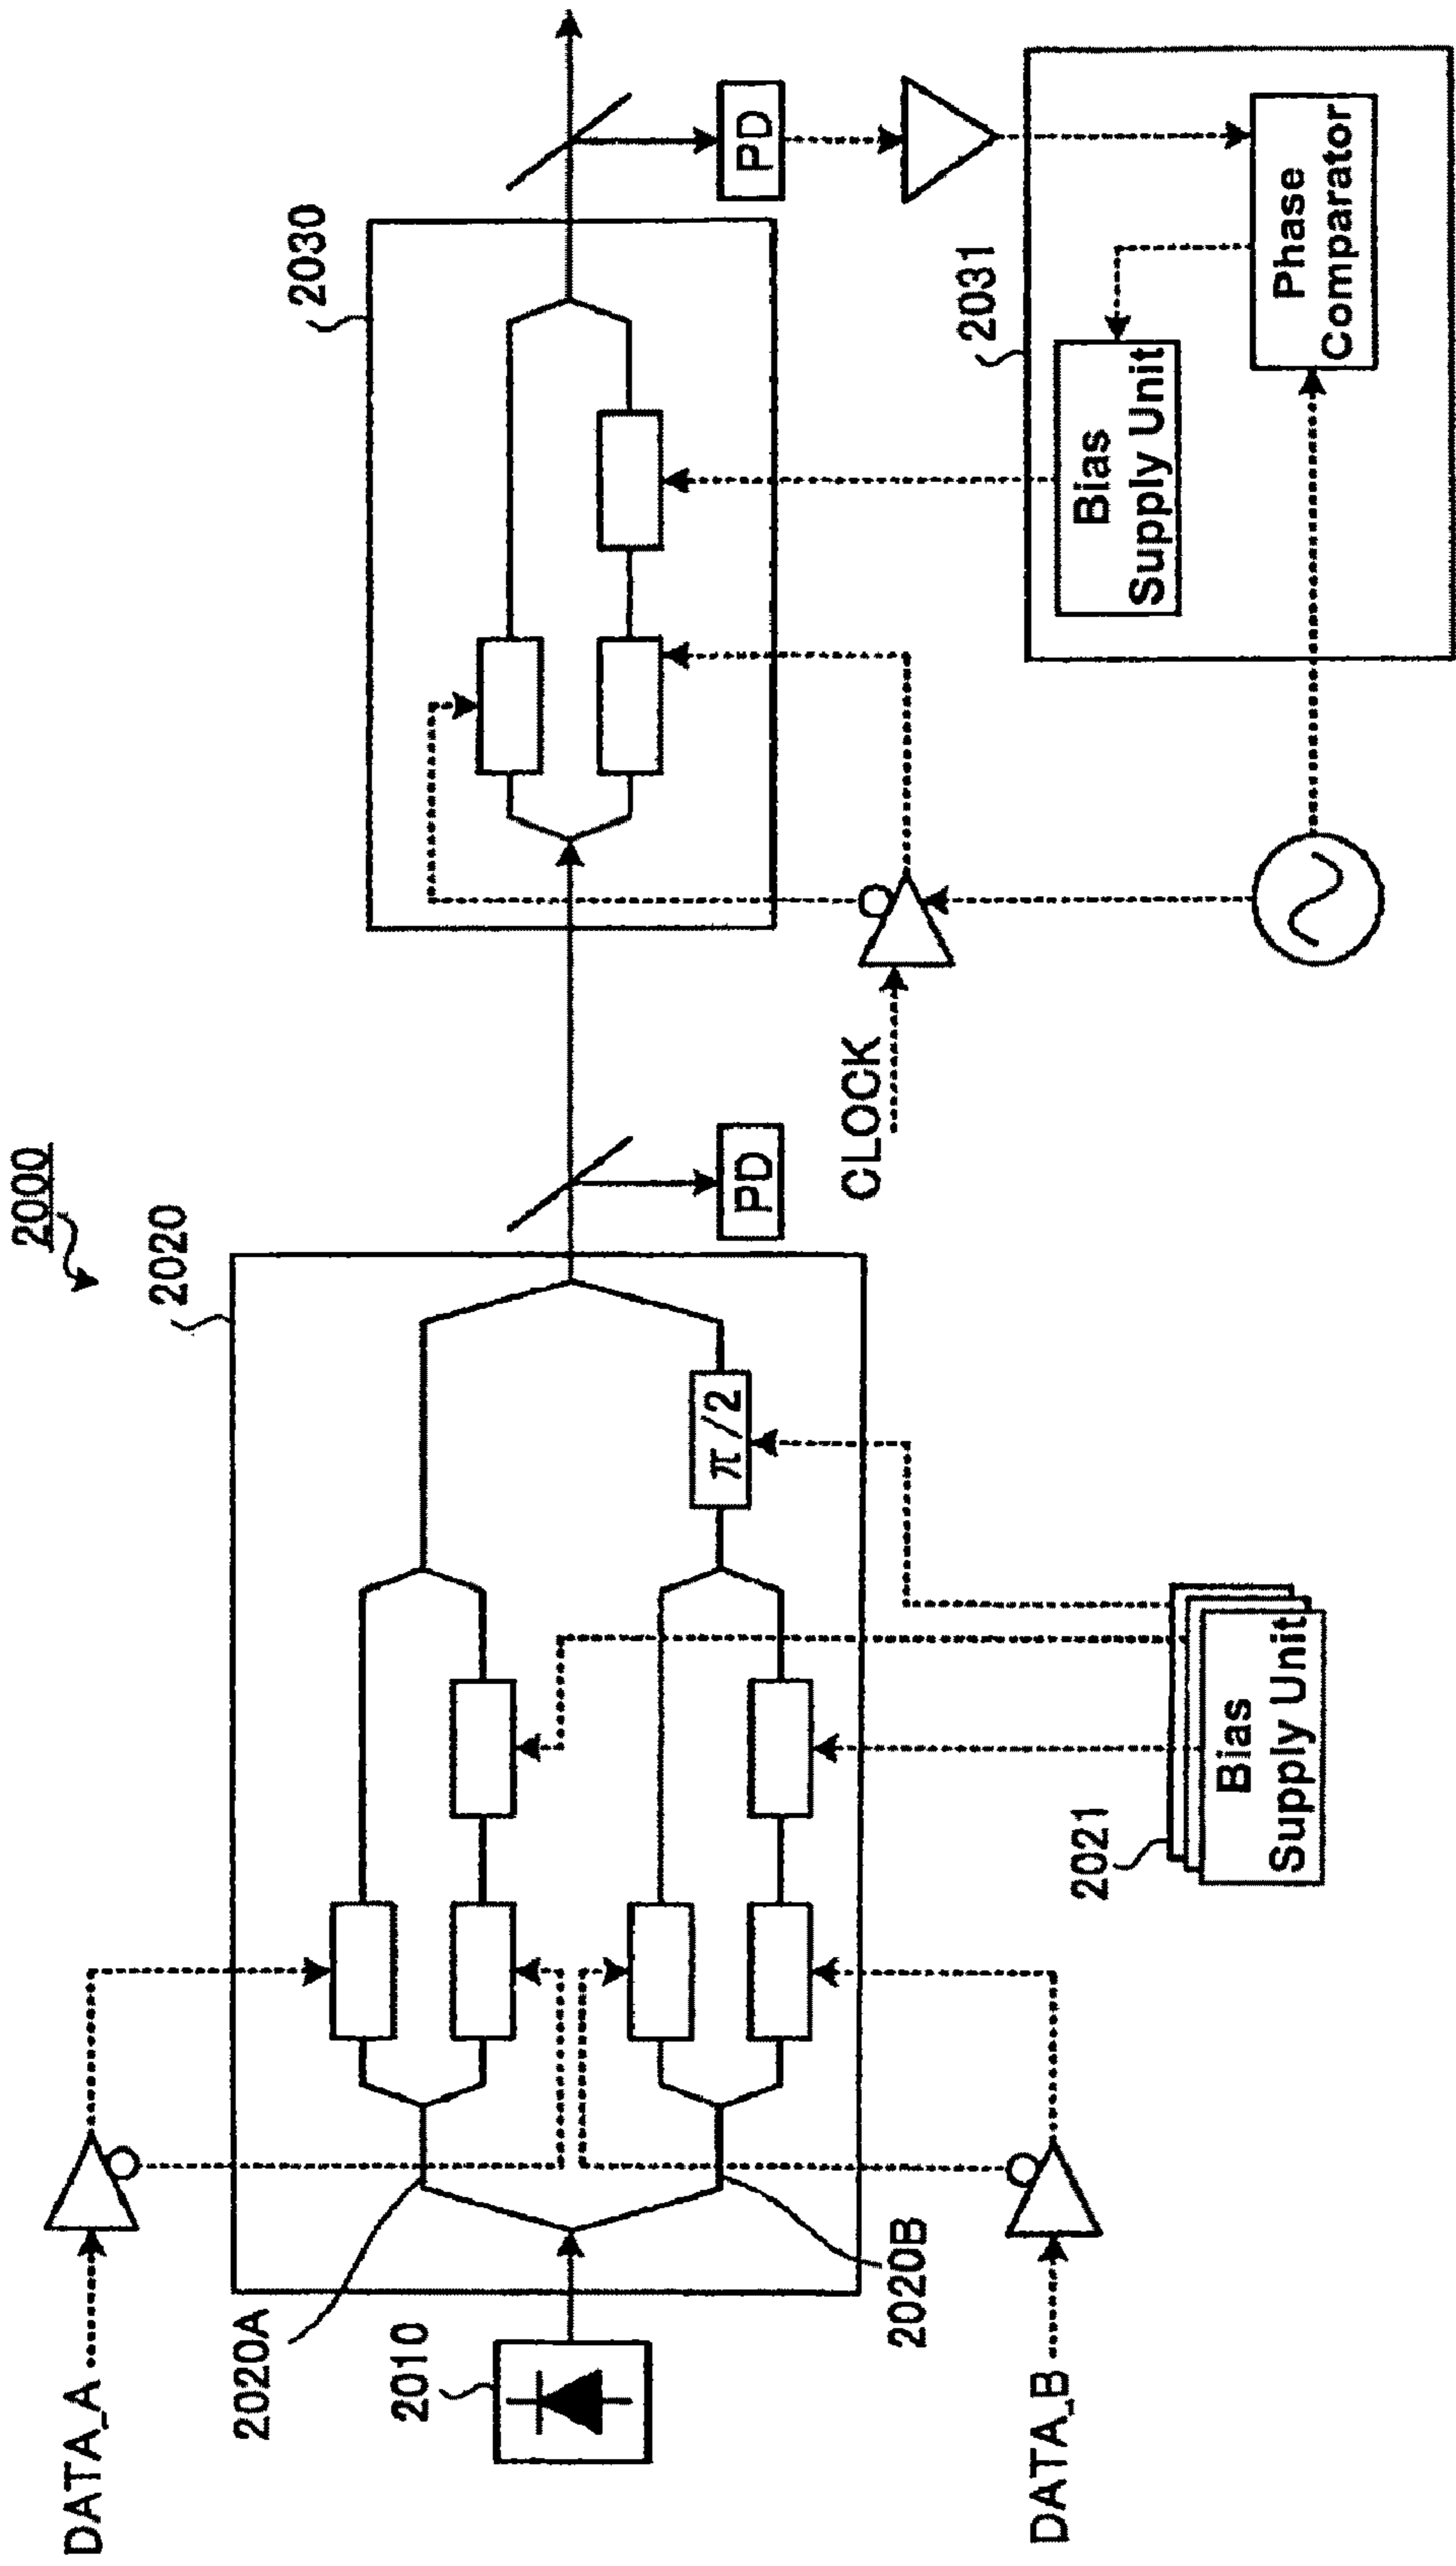 2000
DATA_A
2020A
2020
2030
2010
π/2
PD
PD
2020B
CLOCK
2031
DATA_B
2021
Bias
Supply Unit
Bias
Supply Unit
Phase
Comparator